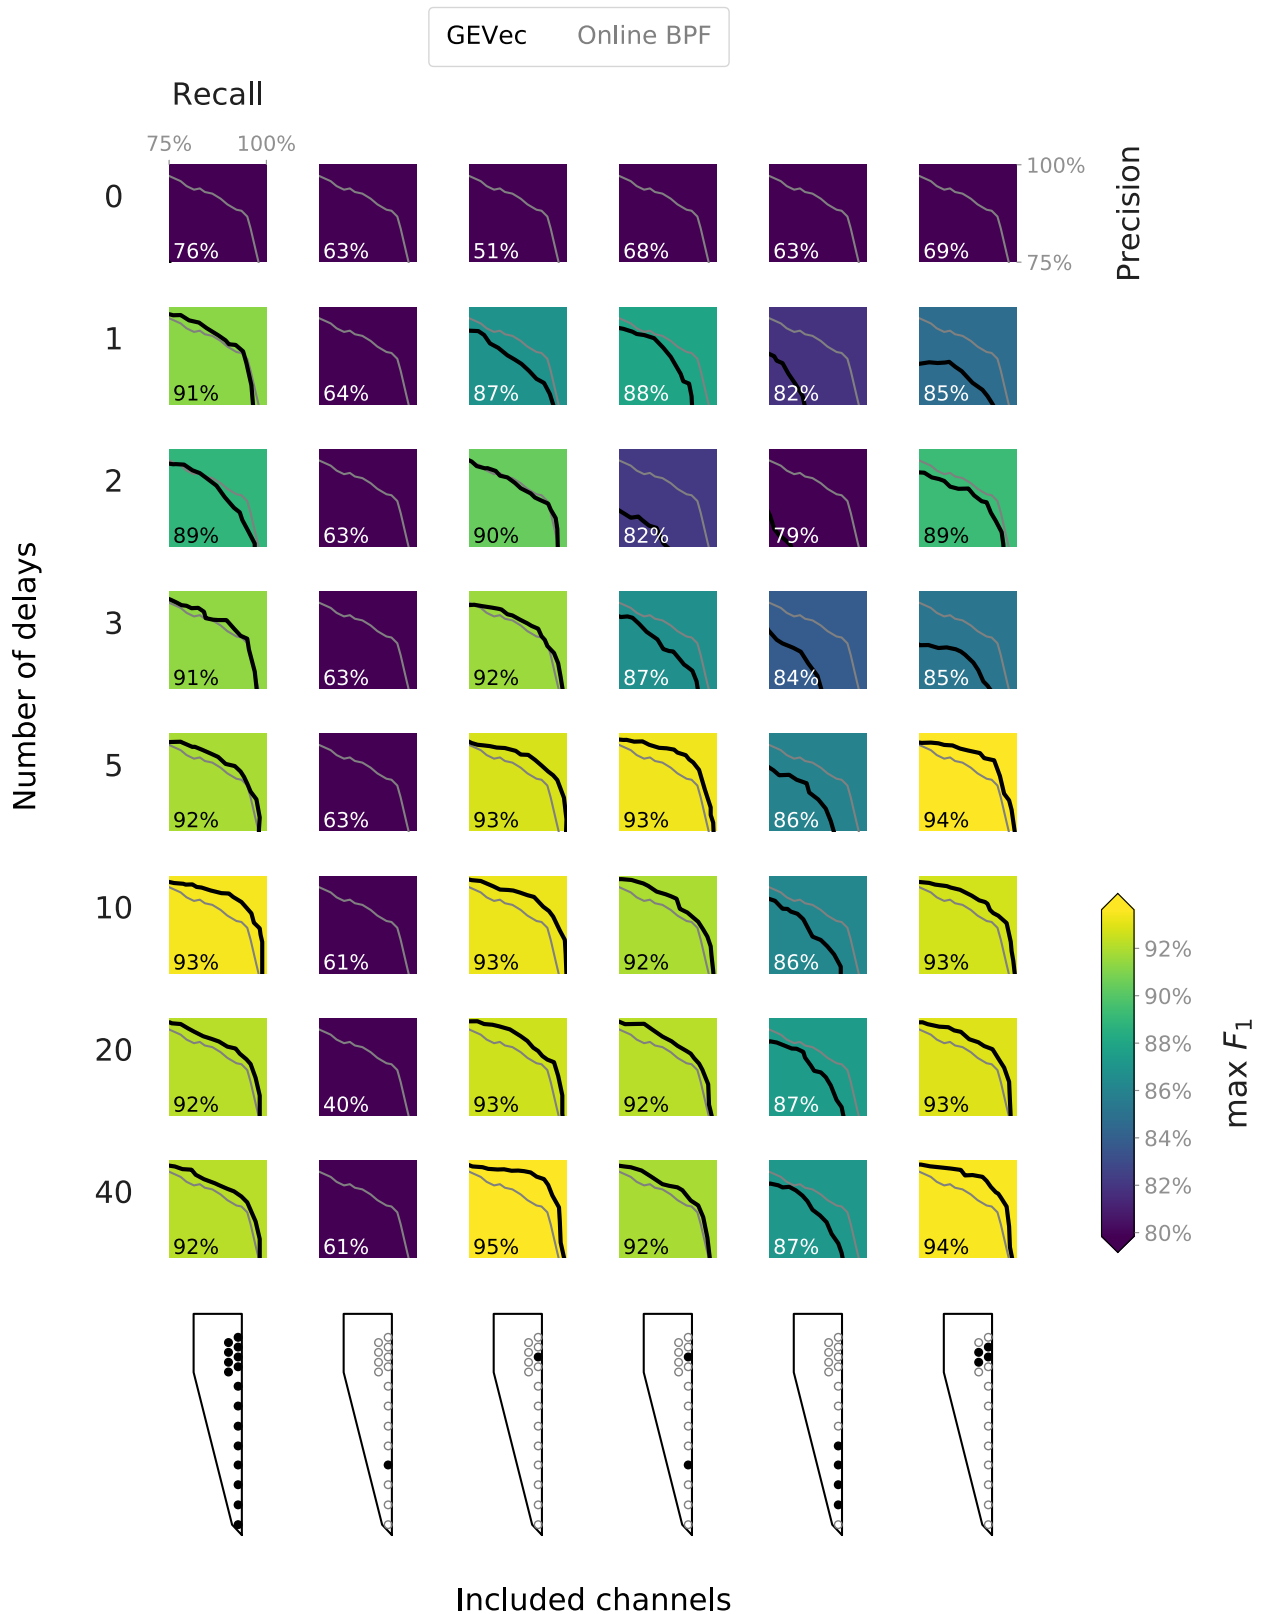 GEVec Online BPF
Recall
75% 100%
0 76% 63% 51% 68% 63% 69%
100%
75%
Precision
1 91% 64% 87% 88% 82% 85%
2 89% 63% 90% 82% 79% 89%
3 91% 63% 92% 87% 84% 85%
5 92% 63% 93% 93% 86% 94%
10 93% 61% 93% 92% 86% 93%
20 92% 40% 93% 92% 87% 93%
40 92% 61% 95% 92% 87% 94%
Number of delays
92%
90%
88%
86%
84%
82%
80%
max F1
Included channels